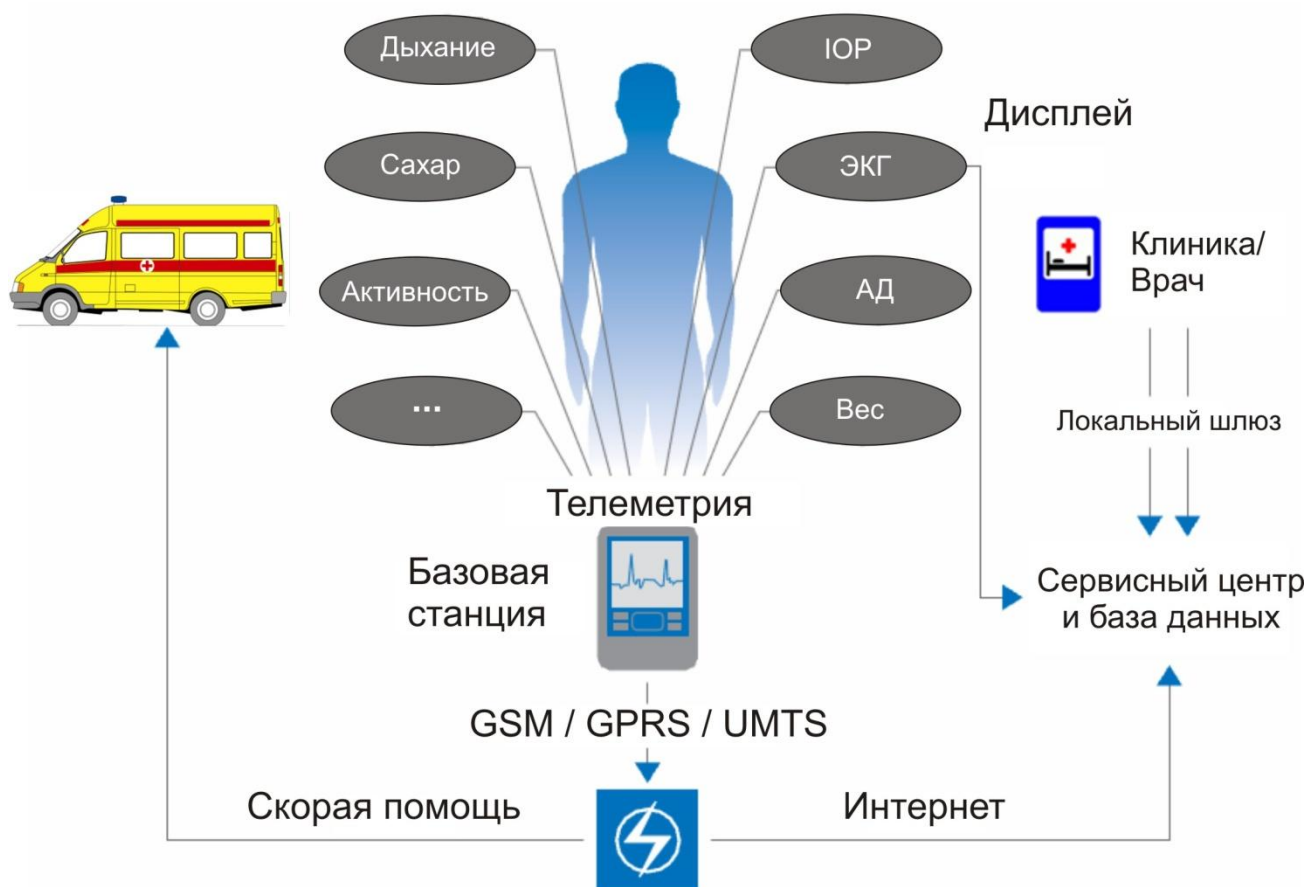 Дыхание
IOP
Дисплей
Сахар
ЭКГ
Клиника/
Врач
Активность
АД
...
Вес
Локальный шлюз
Телеметрия
Базовая
станция
Сервисный центр
и база данных
GSM / GPRS / UMTS
Скорая помощь
Интернет